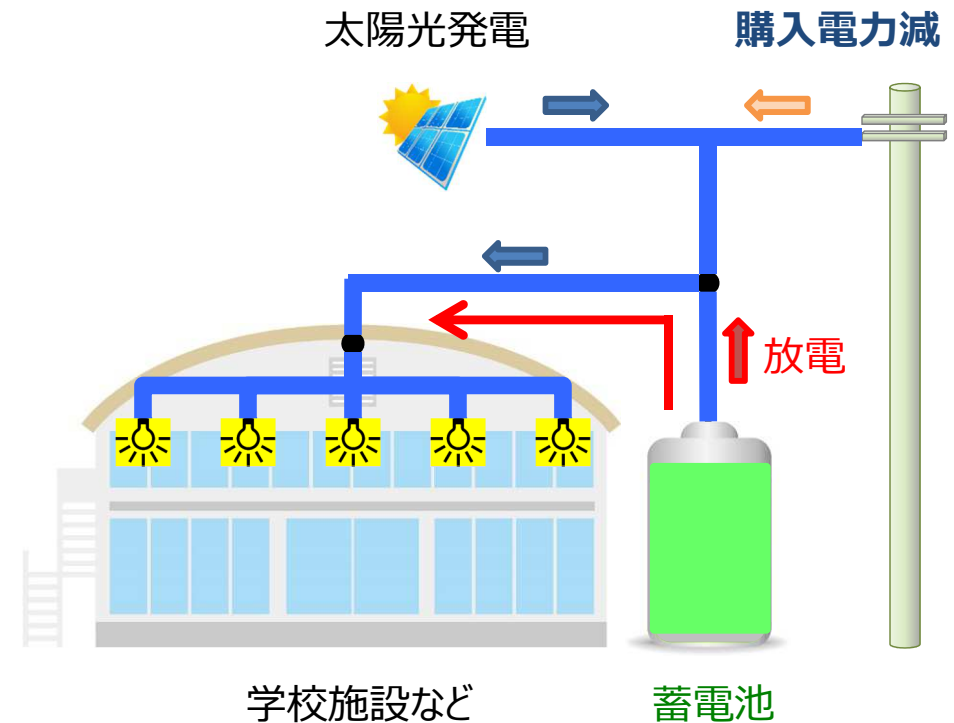 太陽光発電
購入電力減
放電
学校施設など
蓄電池